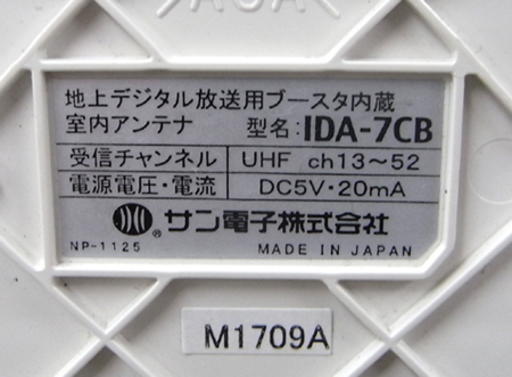 地上デジタル放送用ブースタ内蔵
室内アンテナ 型名：IDA-7CB
受信チャンネル UHF ch13～52
電源電圧・電流 DC5V・20mA
® サン電子株式会社
NP-1125 MADE IN JAPAN
M1709A